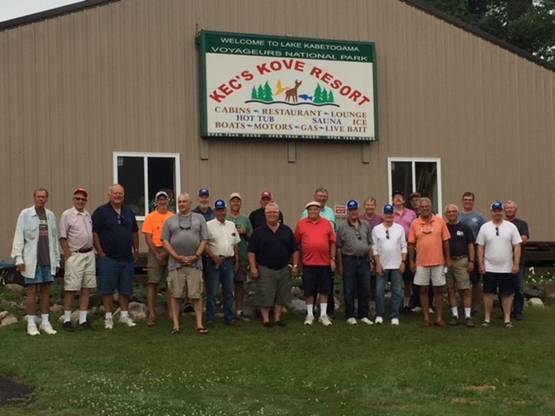 WELCOME TO LAKE KABETOGAMA
VOYAGEURS NATIONAL PARK
KEC'S KOVE RESORT
CABINS ~ RESTAURANT ~ LOUNGE
HOT TUB SAUNA ICE
BOATS ~ MOTORS ~ GAS ~ LIVE BAIT